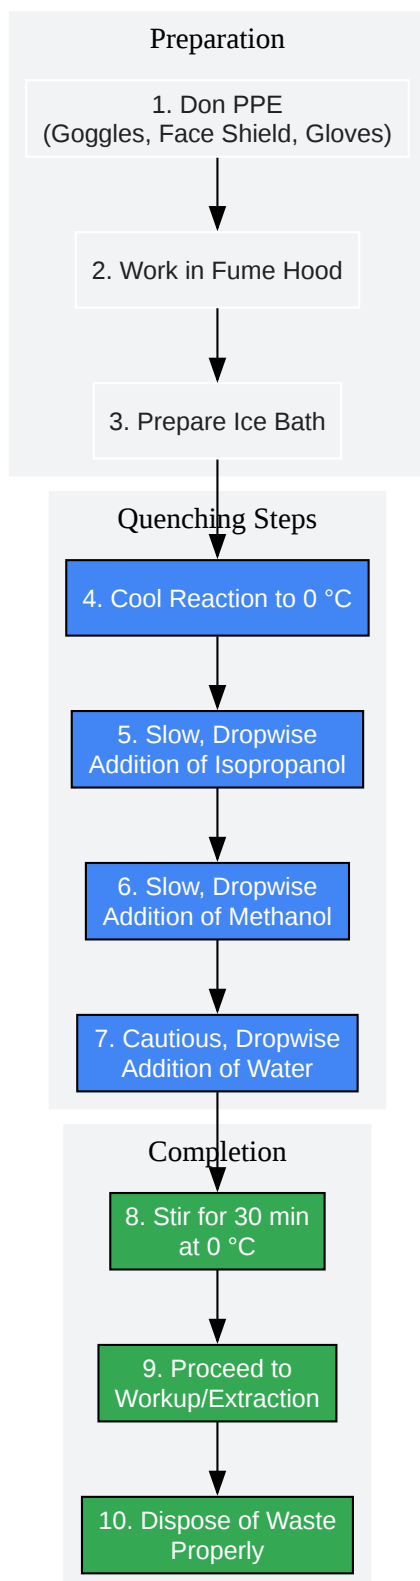 Preparation
1. Don PPE
(Goggles, Face Shield, Gloves)
2. Work in Fume Hood
3. Prepare Ice Bath
Quenching Steps
4. Cool Reaction to 0 °C
5. Slow, Dropwise
Addition of Isopropanol
6. Slow, Dropwise
Addition of Methanol
7. Cautious, Dropwise
Addition of Water
Completion
8. Stir for 30 min
at 0 °C
9. Proceed to
Workup/Extraction
10. Dispose of Waste
Properly